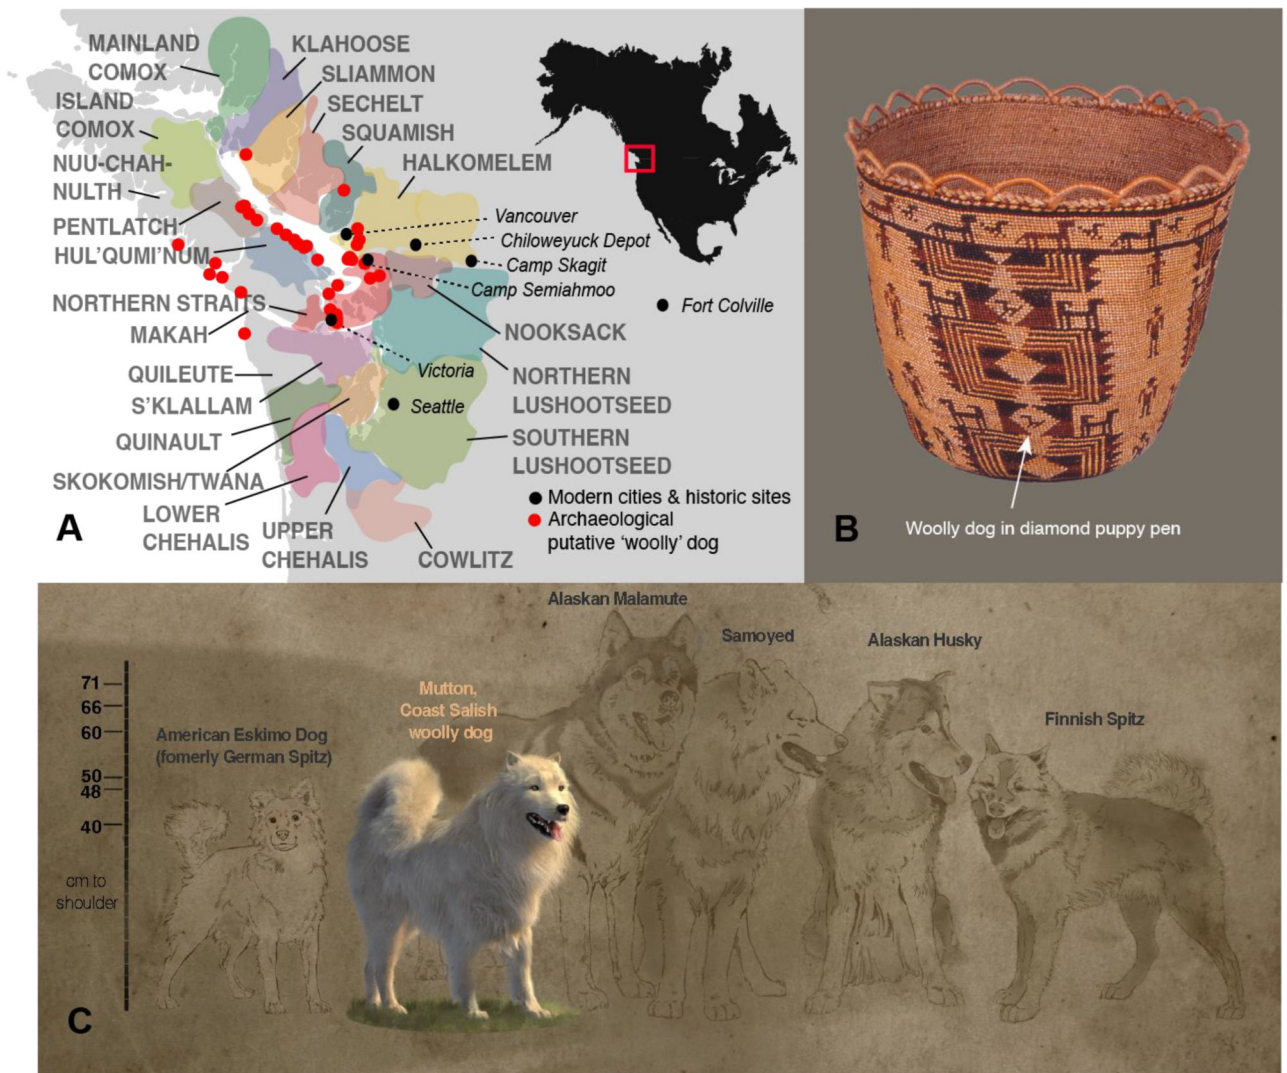 MAINLAND
COMOX
KLAHOOSE
SLIAMMON
ISLAND
COMOX
SECHELT
SQUAMISH
NUU-CHAH-
NULTH
HALKOMELEM
PENTLATCH
HUL'QUMI'NUM
Vancouver
Chiloweyuck Depot
Camp Skagit
Camp Semiahmoo
NORTHERN STRAITS
Fort Colville
MAKAH
NOOKSACK
QUILEUTE
Victoria
NORTHERN
LUSHOOTSEED
S'KLALLAM
Seattle
QUINAULT
SOUTHERN
LUSHOOTSEED
SKOKOMISH/TWANA
LOWER
CHEHALIS
UPPER
CHEHALIS
COWLITZ
Modern cities & historic sites
Archaeological
putative 'woolly' dog
A
Woolly dog in diamond puppy pen
B
Alaskan Malamute
Samoyed
Alaskan Husky
Mutton,
Coast Salish
woolly dog
Finnish Spitz
American Eskimo Dog
(fomerly German Spitz)
71
66
60
50
48
40
cm to
shoulder
C